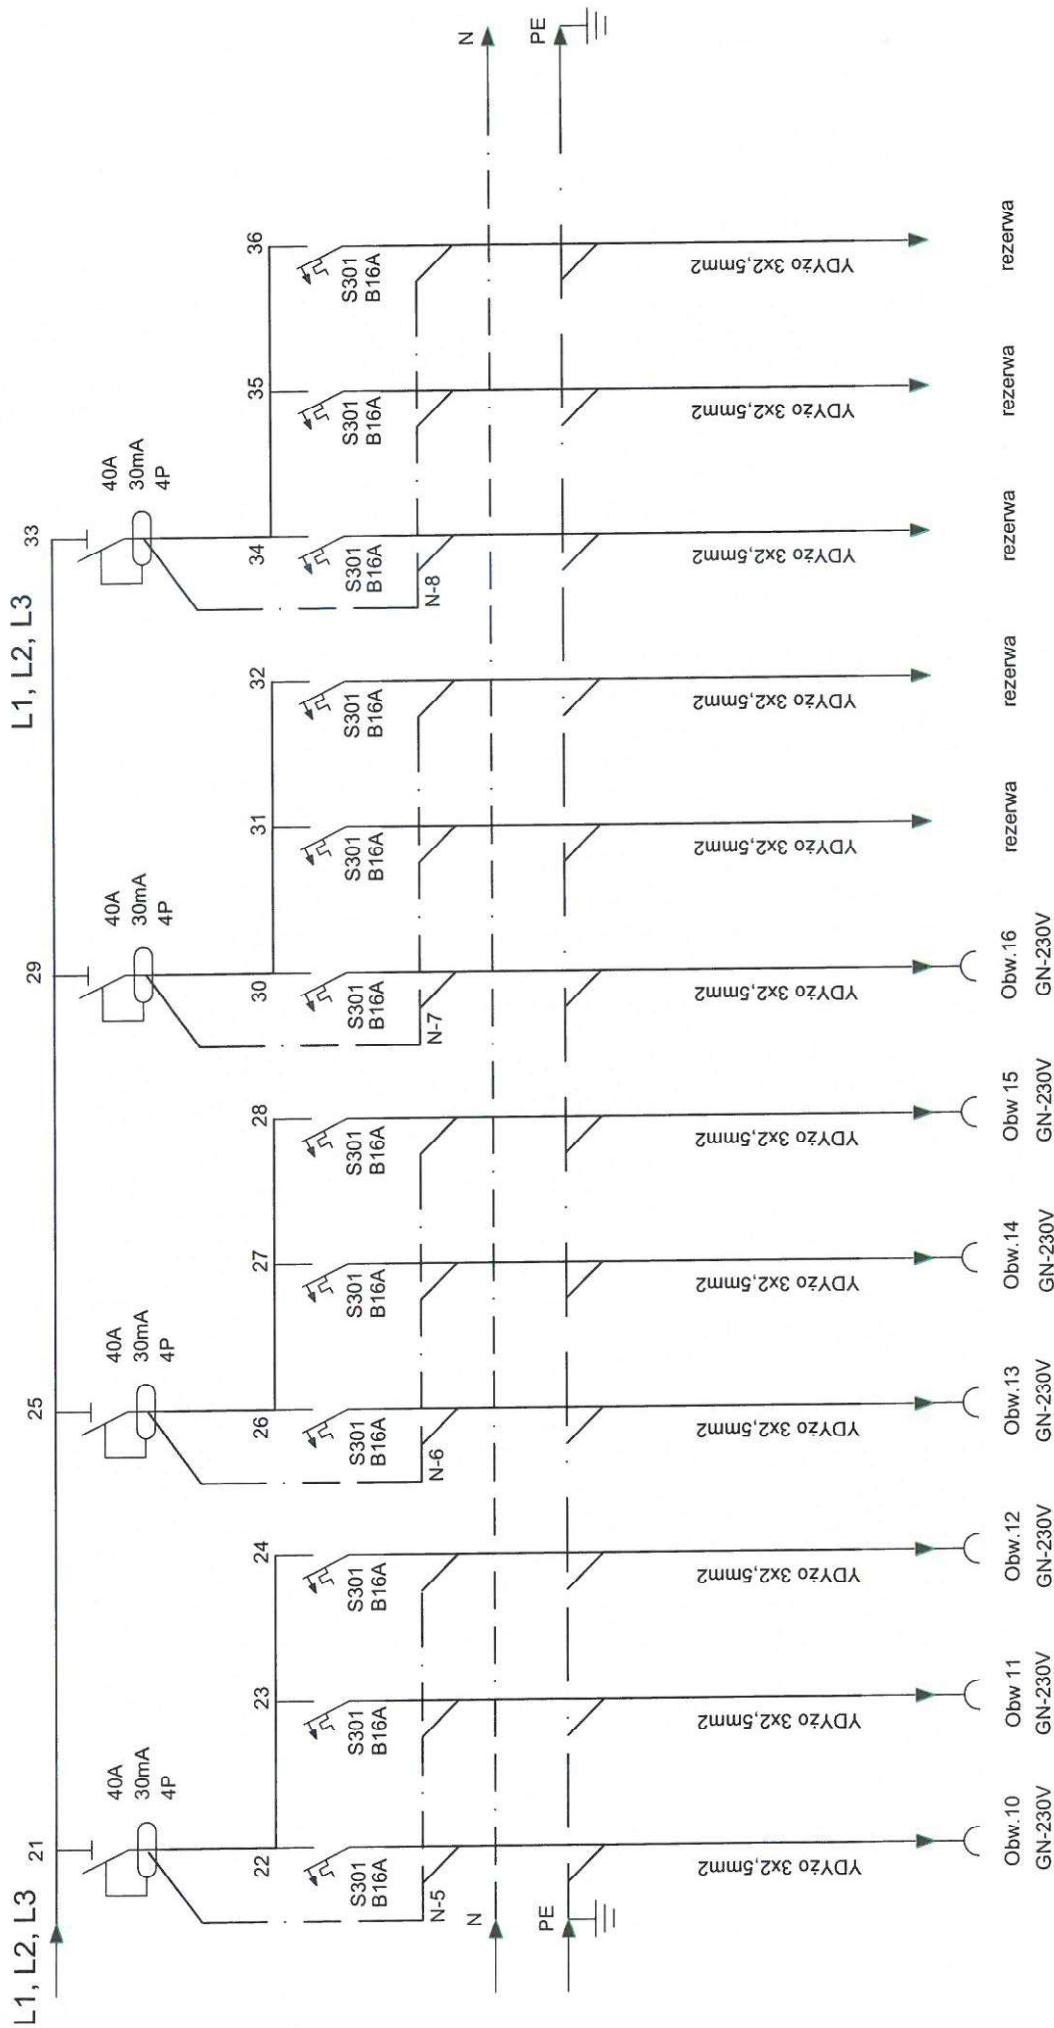 L1, L2, L3
L1, L2, L3
21
40A
30mA
4P
25
40A
30mA
4P
29
40A
30mA
4P
33
40A
30mA
4P
22
23
24
26
27
28
30
31
32
34
35
36
S301
B16A
S301
B16A
S301
B16A
S301
B16A
S301
B16A
S301
B16A
S301
B16A
S301
B16A
S301
B16A
S301
B16A
S301
B16A
S301
B16A
N-5
N-6
N-7
N-8
N
N
PE
PE
YDYżo 3x2,5mm2
YDYżo 3x2,5mm2
YDYżo 3x2,5mm2
YDYżo 3x2,5mm2
YDYżo 3x2,5mm2
YDYżo 3x2,5mm2
YDYżo 3x2,5mm2
YDYżo 3x2,5mm2
YDYżo 3x2,5mm2
YDYżo 3x2,5mm2
YDYżo 3x2,5mm2
YDYżo 3x2,5mm2
Obw.10
GN-230V
Obw 11
GN-230V
Obw.12
GN-230V
Obw.13
GN-230V
Obw.14
GN-230V
Obw 15
GN-230V
Obw.16
GN-230V
rezerwa
rezerwa
rezerwa
rezerwa
rezerwa